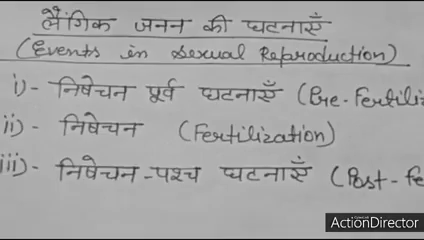 लैंगिक जनन की घटनाएँ
(Events in sexual Reproduction)
i)- निषेचन पूर्व घटनाएँ (Pre-Fertiliz
ii)- निषेचन (Fertilization)
iii)- निषेचन-पश्च घटनाएँ (Post-Fe
ActionDirector